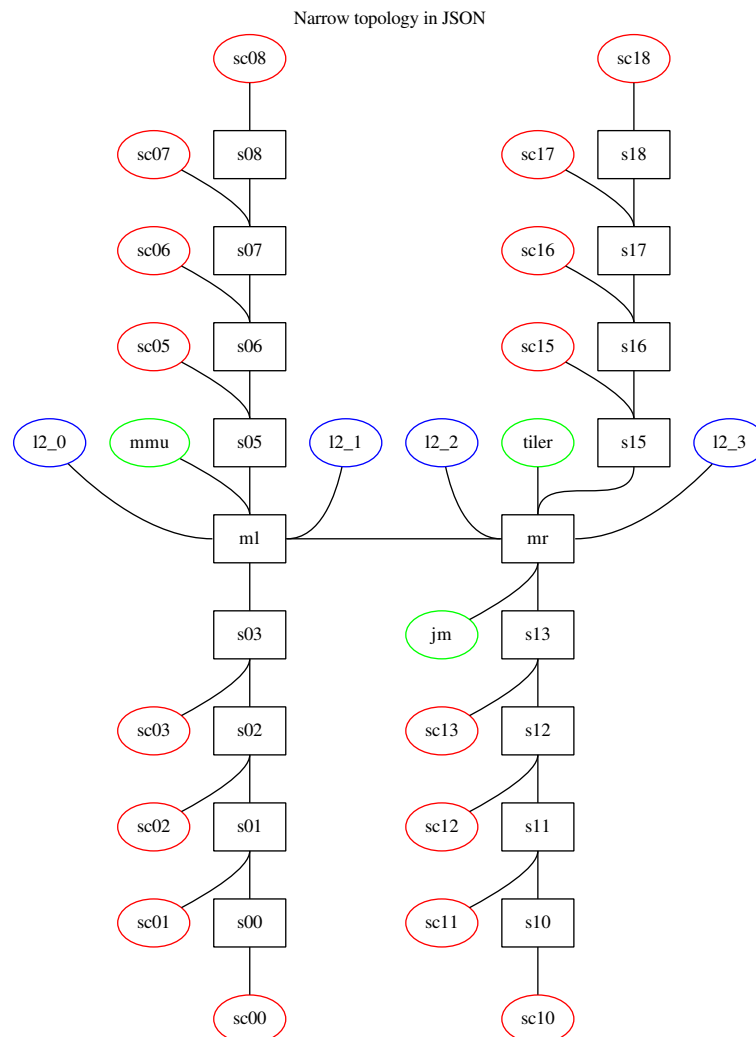 Narrow topology in JSON
sc08 sc18
sc07 s08 sc17 s18
sc06 s07 sc16 s17
sc05 s06 sc15 s16
l2_0 mmu s05 l2_1 l2_2 tiler s15 l2_3
ml mr
s03 jm s13
sc03 s02 sc13 s12
sc02 s01 sc12 s11
sc01 s00 sc11 s10
sc00 sc10